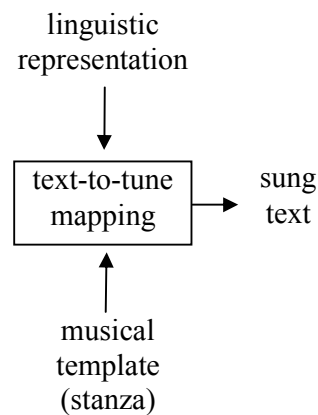 linguistic
representation
text-to-tune
mapping
sung
text
musical
template
(stanza)